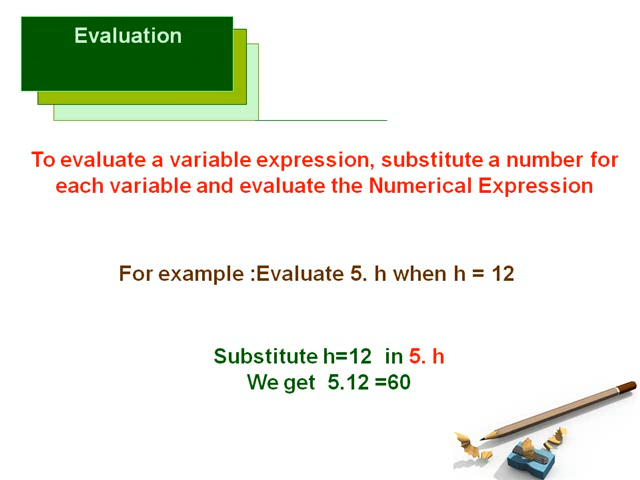 Evaluation
To evaluate a variable expression, substitute a number for
each variable and evaluate the Numerical Expression
For example :Evaluate 5. h when h = 12
Substitute h=12 in 5. h
We get 5.12 =60